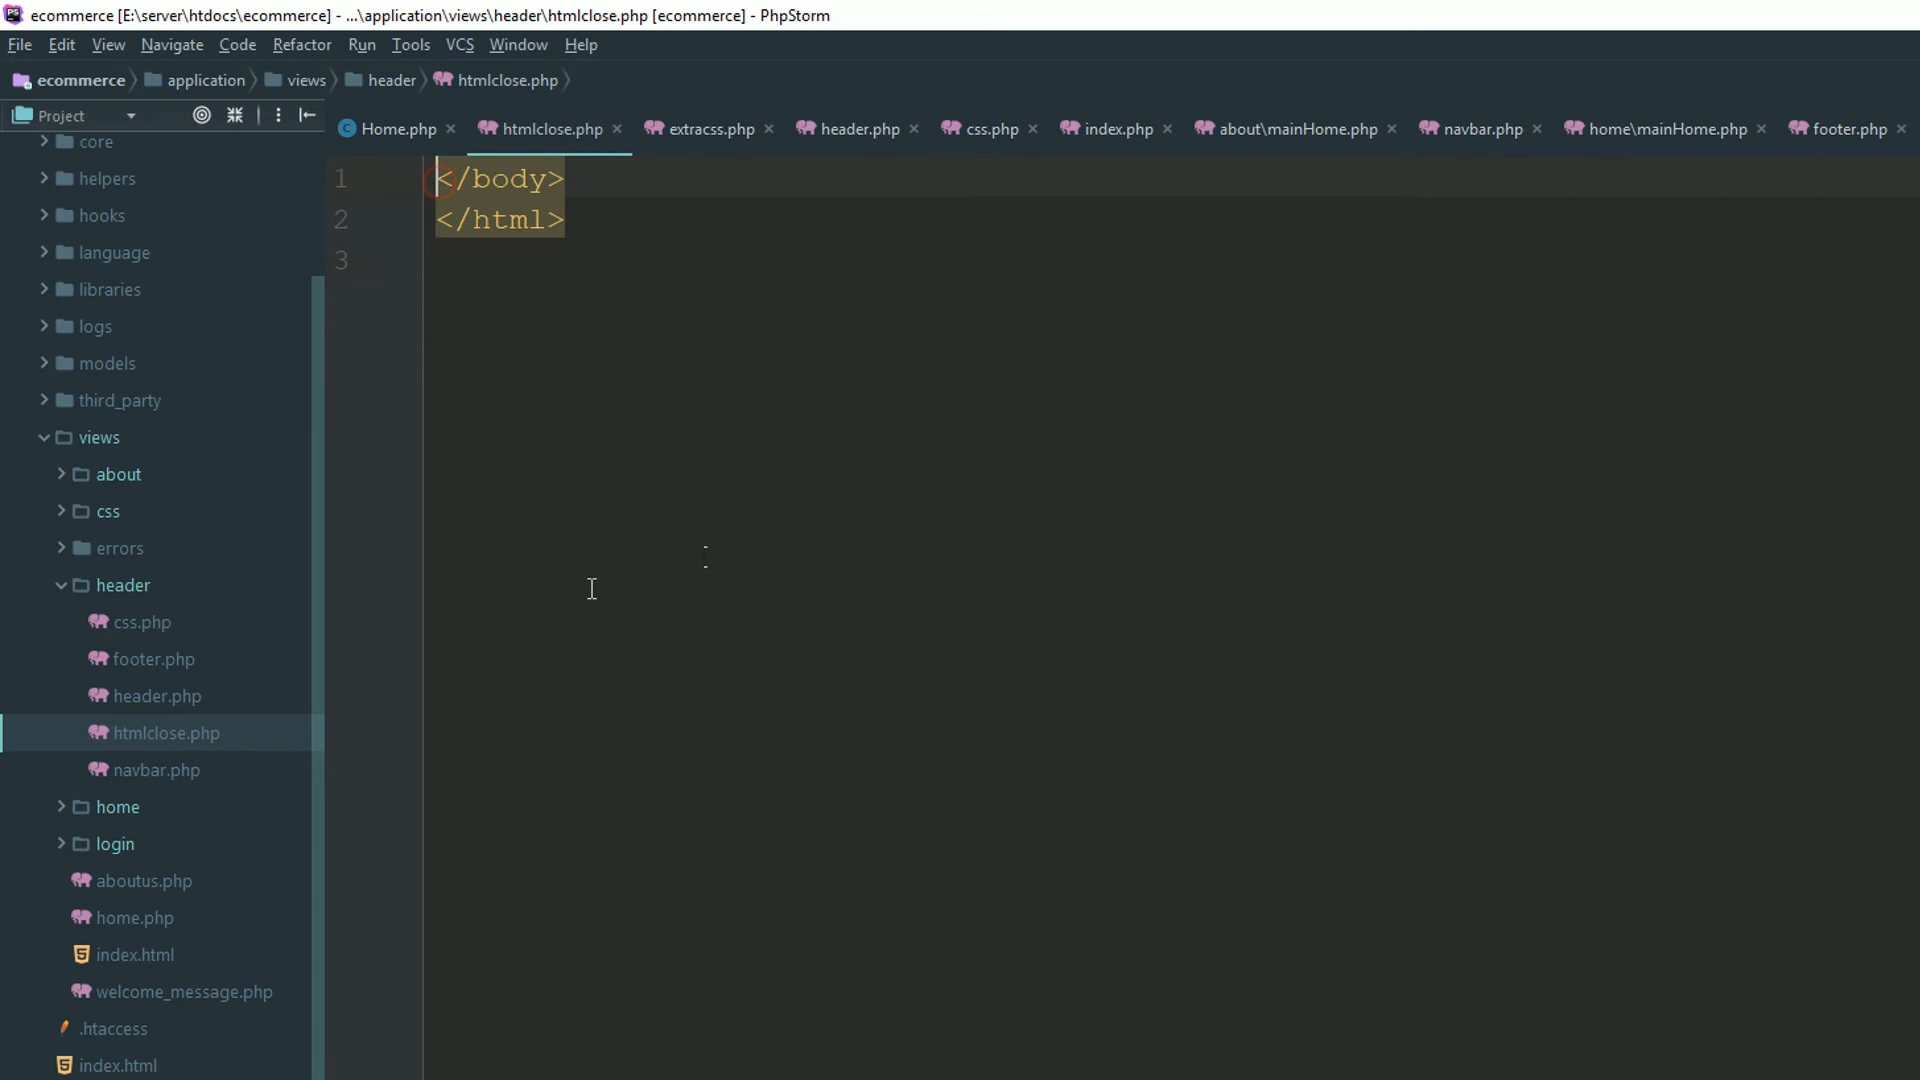 ecommerce [E:\server\htdocs\ecommerce] - ...\application\views\header\htmlclose.php [ecommerce] - PhpStorm
File Edit View Navigate Code Refactor Run Tools VCS Window Help
ecommerce application views header htmlclose.php
Project
Home.php htmlclose.php extracss.php header.php css.php index.php about\mainHome.php navbar.php home\mainHome.php footer.php
core
helpers
hooks
language
libraries
logs
models
third_party
views
about
css
errors
header
css.php
footer.php
header.php
htmlclose.php
navbar.php
home
login
aboutus.php
home.php
index.html
welcome_message.php
.htaccess
index.html
1 </body>
2 </html>
3